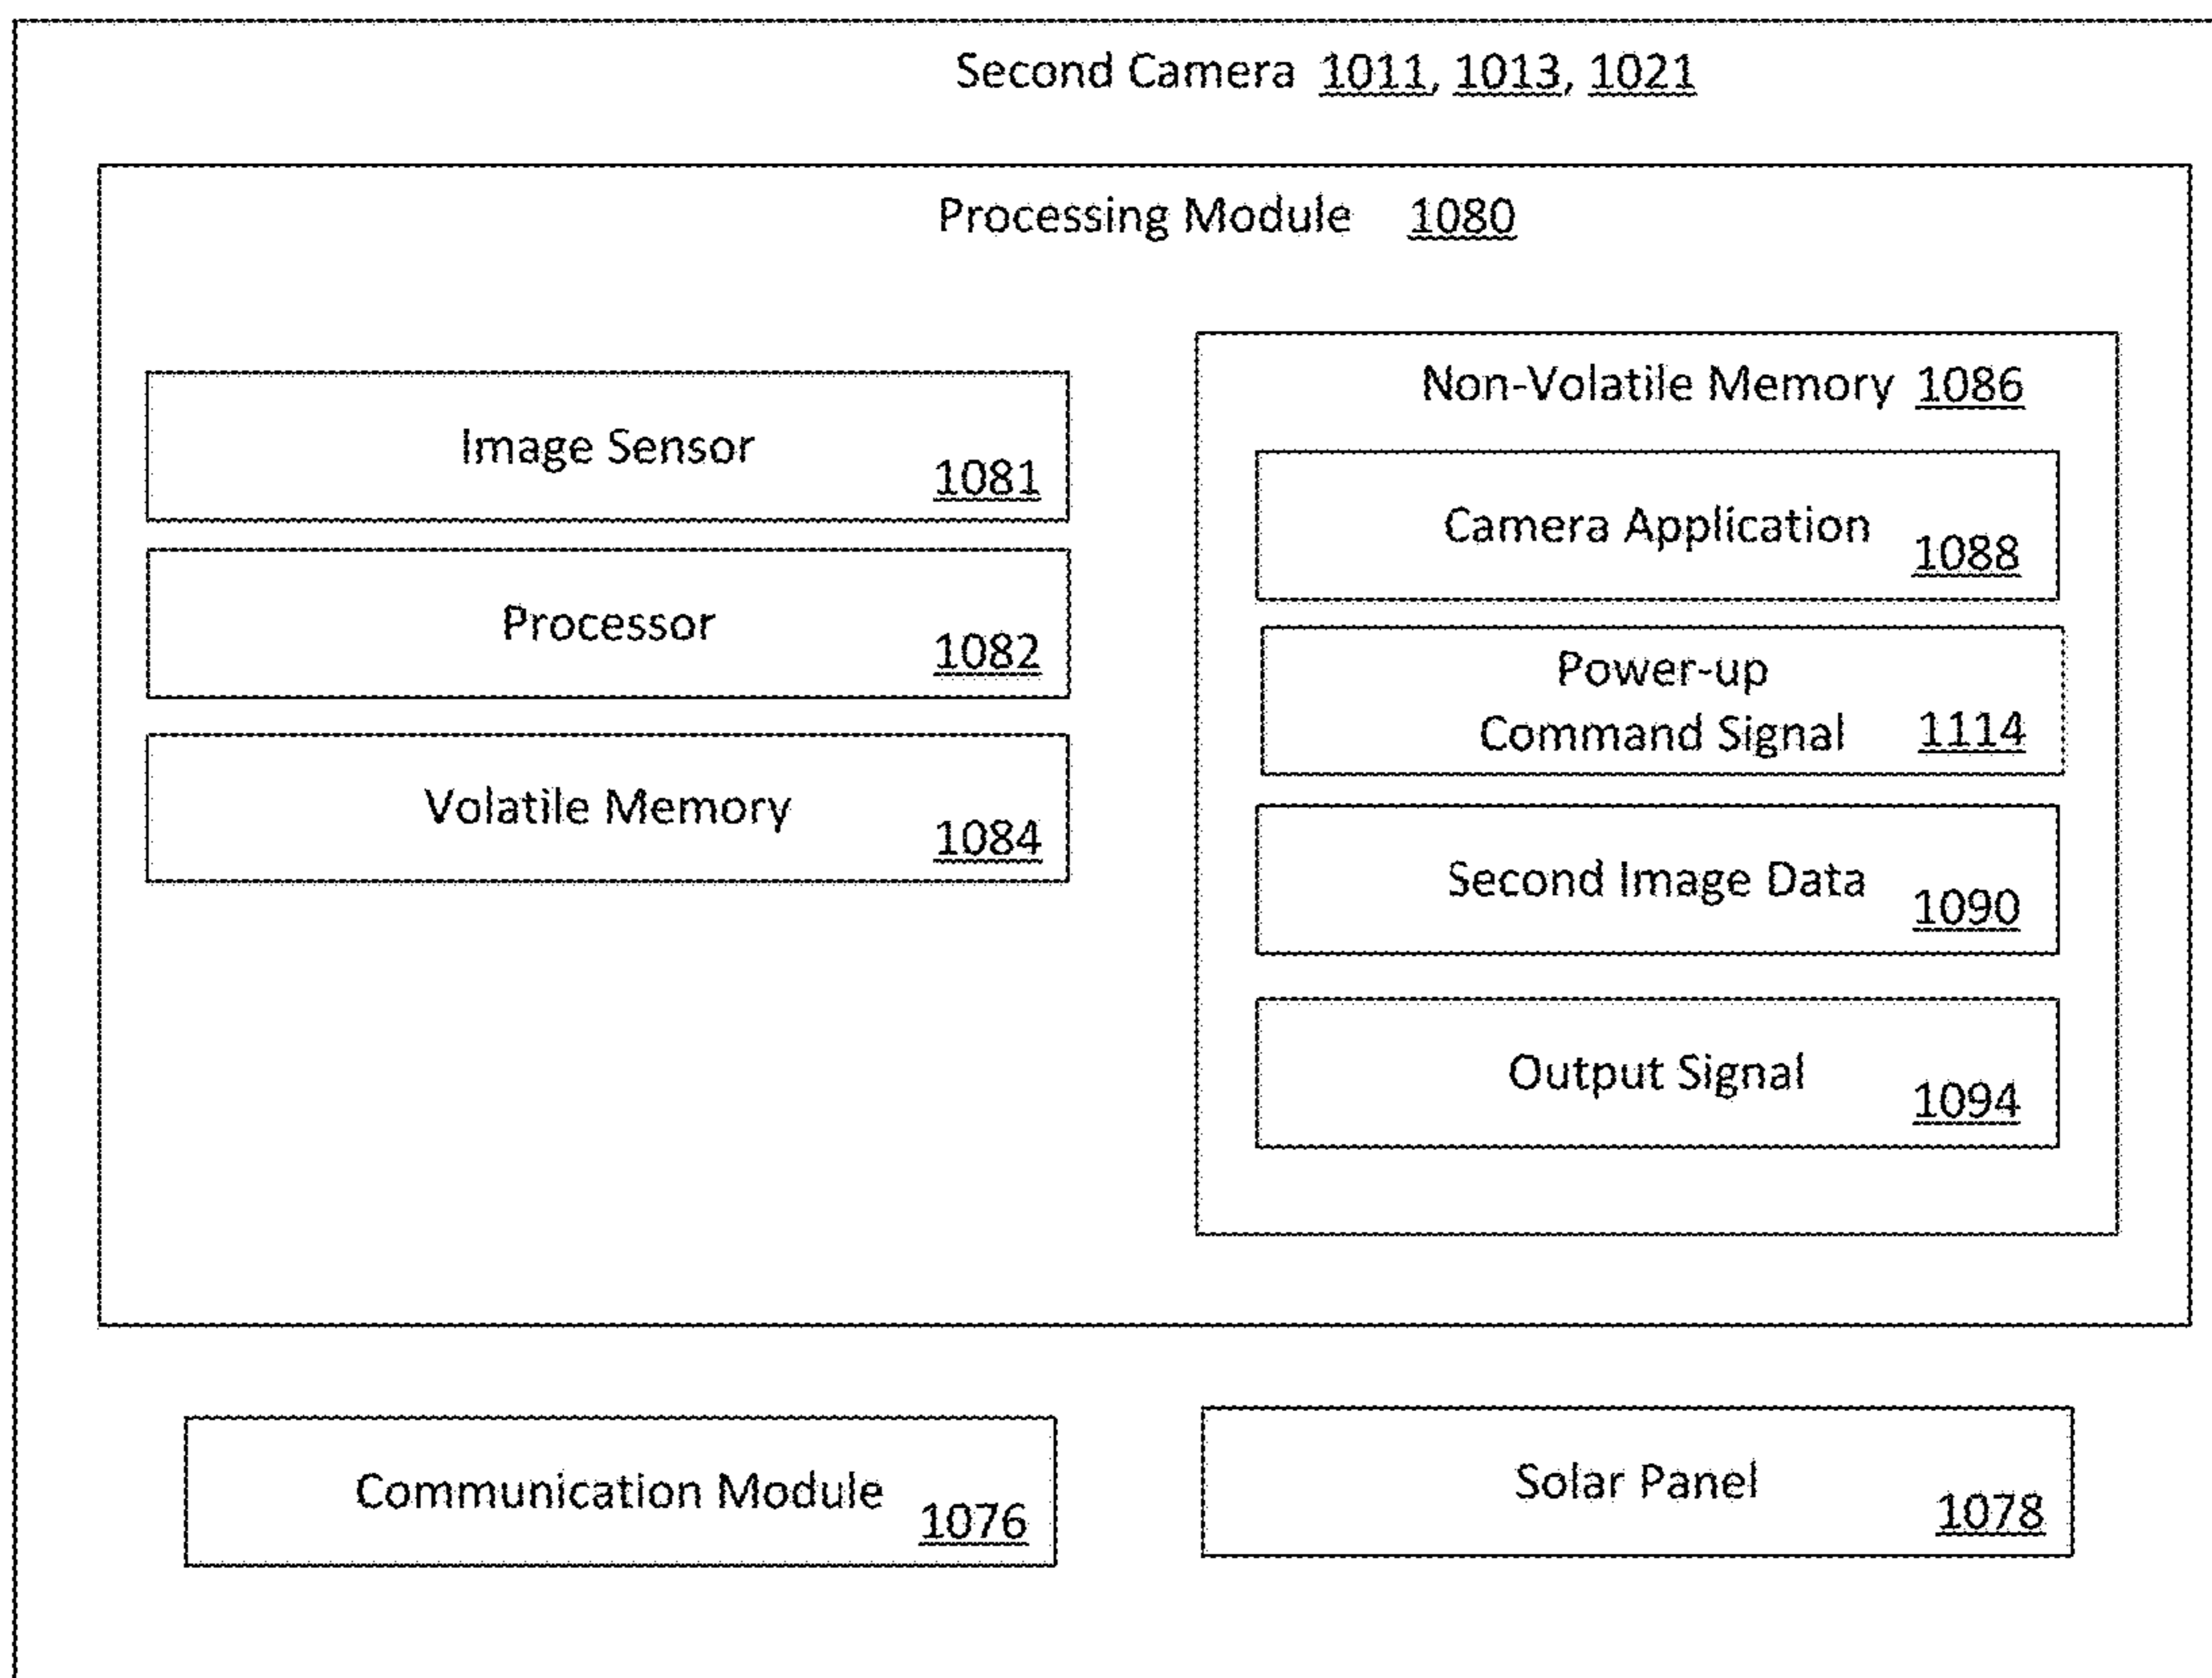 Second Camera 1011, 1013, 1021
Processing Module 1080
Image Sensor
1081
Processor
1082
Volatile Memory
1084
Non-Volatile Memory 1086
Camera Application
1088
Power-up
Command Signal 1114
Second Image Data
1090
Output Signal
1094
Communication Module
1076
Solar Panel
1078